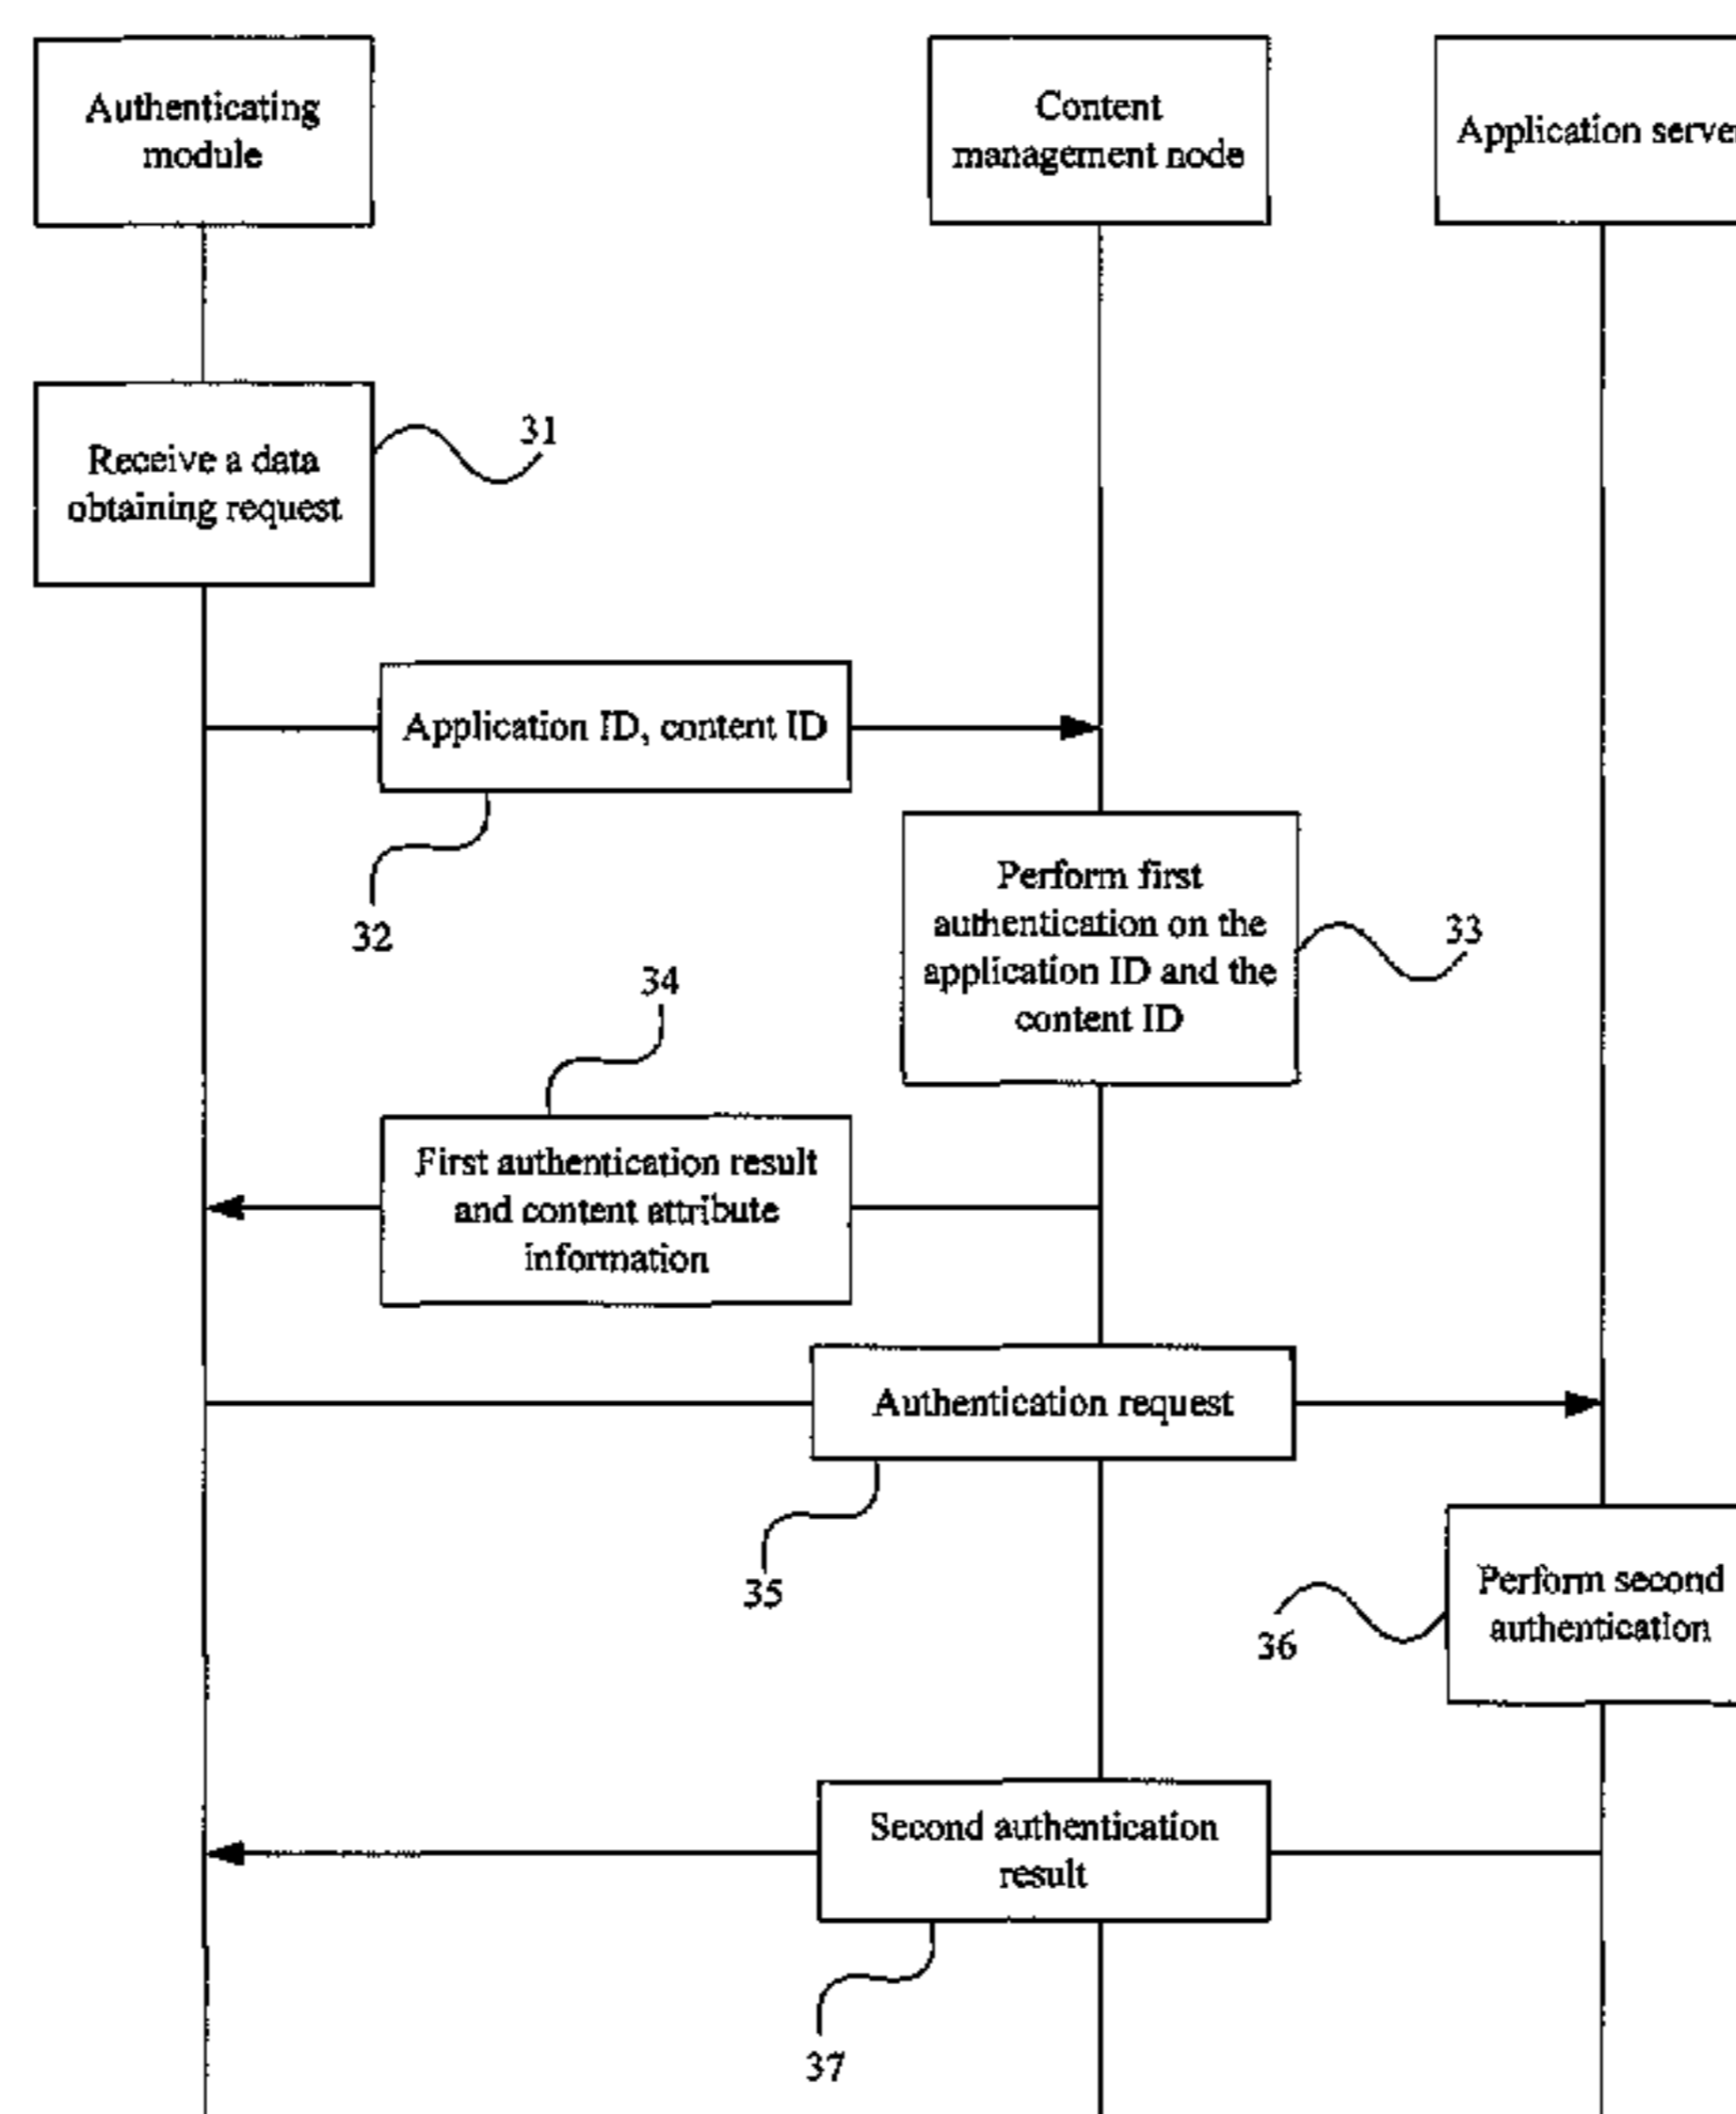 Authenticating
module
Content
management node
Application server
Receive a data
obtaining request
31
Application ID, content ID
32
Perform first
authentication on the
application ID and the
content ID
33
34
First authentication result
and content attribute
information
Authentication request
35
Perform second
authentication
36
Second authentication
result
37